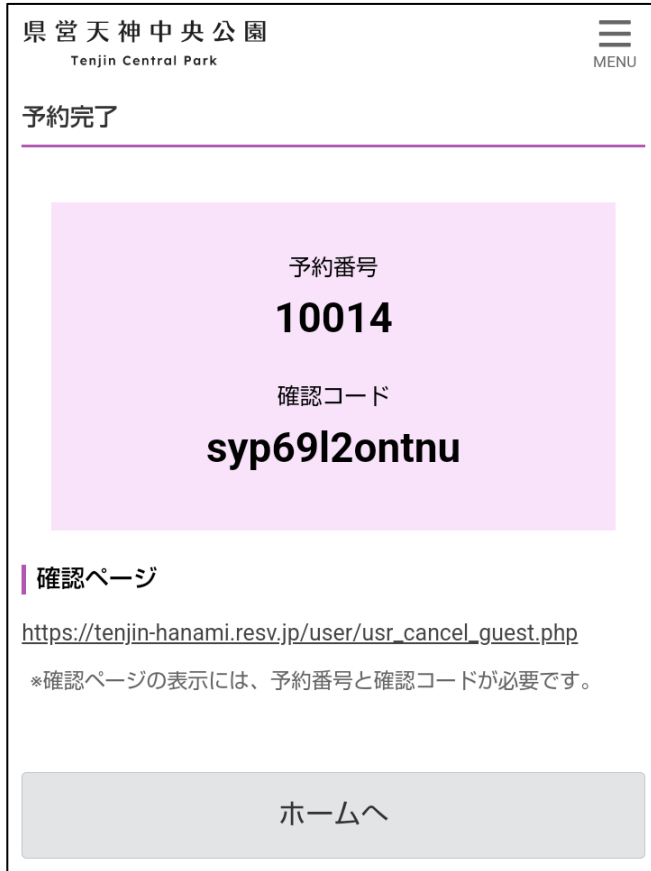 県営天神中央公園
Tenjin Central Park
MENU
予約完了
予約番号
10014
確認コード
syp69l2ontnu
確認ページ
https://tenjin-hanami.resv.jp/user/usr_cancel_guest.php
※確認ページの表示には、予約番号と確認コードが必要です。
ホームへ